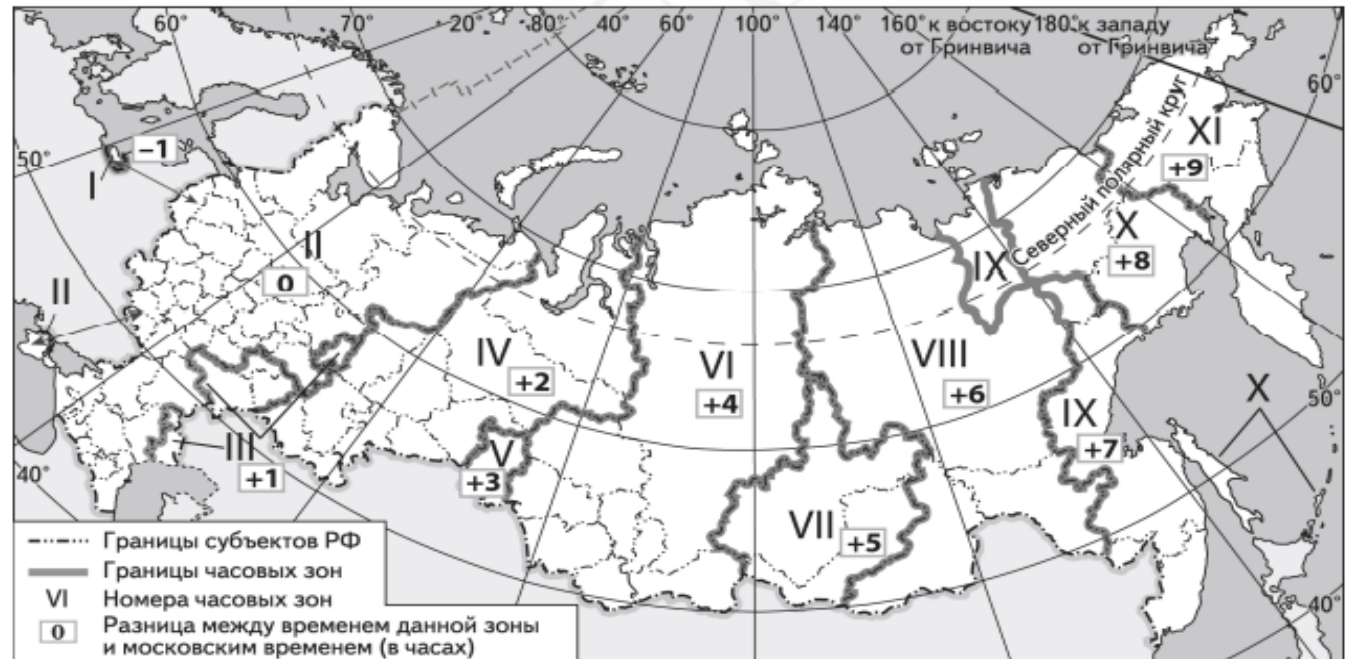 60° 70° 20° 80° 40° 60° 100° 120° 140° 160° к востоку 180° к западу
от Гринвича от Гринвича
60°
Северный полярный круг
XI
+9
50°
-1
I
II
0
X
+8
IX
II
IV
+2
VI
+4
VIII
+6
X
50°
IX
+7
III
+1
V
+3
40°
VII
+5
40°
Границы субъектов РФ
Границы часовых зон
VI Номера часовых зон
0 Разница между временем данной зоны
и московским временем (в часах)